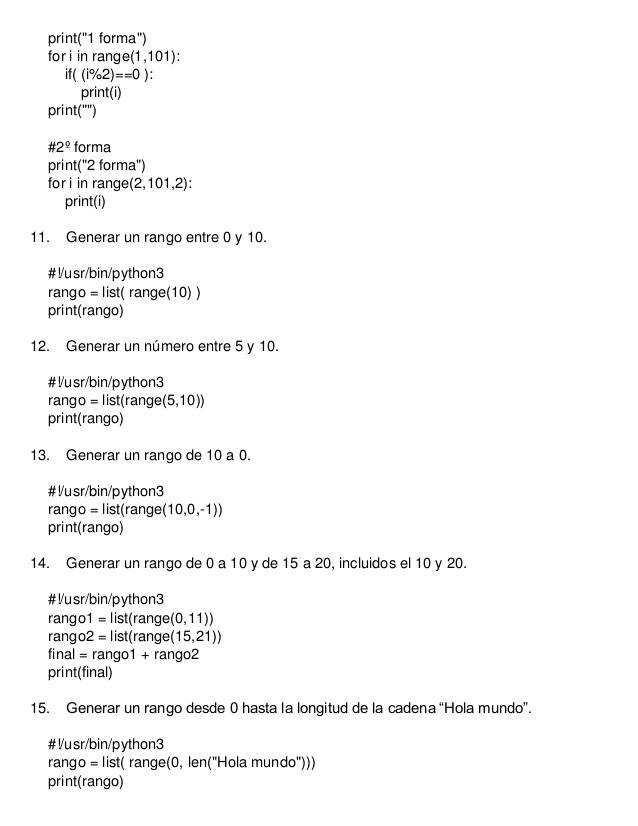 print("1 forma")
for i in range(1,101):
if( (i%2)==0 ):
print(i)
print("")
#2º forma
print("2 forma")
for i in range(2,101,2):
print(i)
11. Generar un rango entre 0 y 10.
#!/usr/bin/python3
rango = list( range(10) )
print(rango)
12. Generar un número entre 5 y 10.
#!/usr/bin/python3
rango = list(range(5,10))
print(rango)
13. Generar un rango de 10 a 0.
#!/usr/bin/python3
rango = list(range(10,0,-1))
print(rango)
14. Generar un rango de 0 a 10 y de 15 a 20, incluidos el 10 y 20.
#!/usr/bin/python3
rango1 = list(range(0,11))
rango2 = list(range(15,21))
final = rango1 + rango2
print(final)
15. Generar un rango desde 0 hasta la longitud de la cadena “Hola mundo”.
#!/usr/bin/python3
rango = list( range(0, len("Hola mundo")))
print(rango)